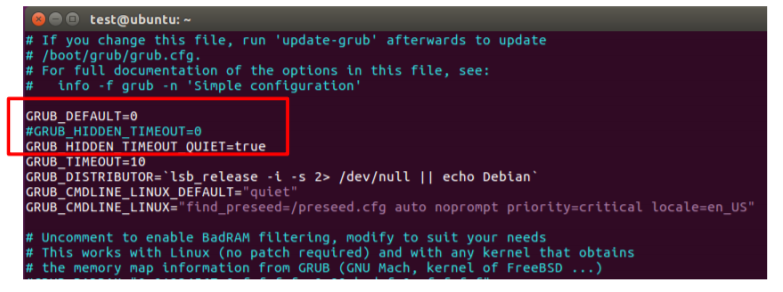 test@ubuntu: ~
# If you change this file, run 'update-grub' afterwards to update
# /boot/grub/grub.cfg.
# For full documentation of the options in this file, see:
#   info -f grub -n 'Simple configuration'

GRUB_DEFAULT=0
#GRUB_HIDDEN_TIMEOUT=0
GRUB_HIDDEN_TIMEOUT_QUIET=true
GRUB_TIMEOUT=10
GRUB_DISTRIBUTOR=`lsb_release -i -s 2> /dev/null || echo Debian`
GRUB_CMDLINE_LINUX_DEFAULT="quiet"
GRUB_CMDLINE_LINUX="find_preseed=/preseed.cfg auto noprompt priority=critical locale=en_US"

# Uncomment to enable BadRAM filtering, modify to suit your needs
# This works with Linux (no patch required) and with any kernel that obtains
# the memory map information from GRUB (GNU Mach, kernel of FreeBSD ...)